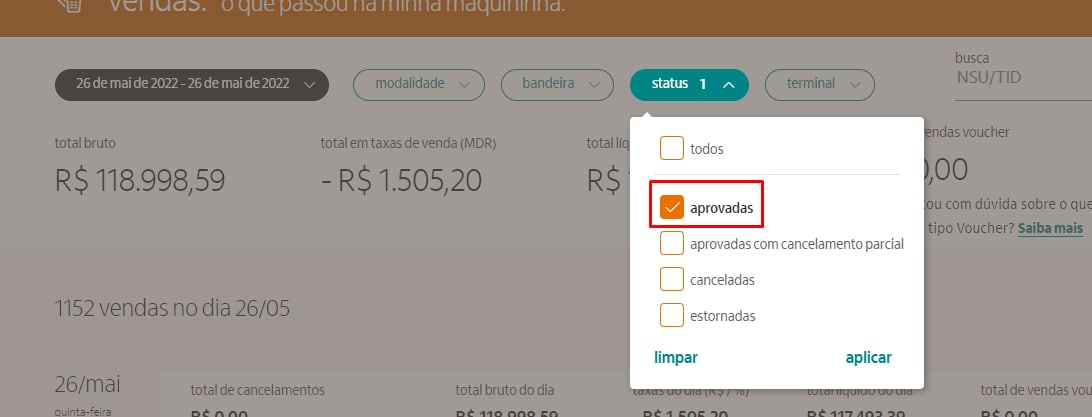 vendas. o que passou na minha maquininha.
busca
26 de mai de 2022 - 26 de mai de 2022
modalidade
bandeira
status 1
terminal
NSU/TID
total bruto
total em taxas de venda (MDR)
total líq
vendas voucher
R$ 118.998,59
- R$ 1.505,20
R$
0,00
todos
aprovadas
aprovadas com cancelamento parcial
canceladas
estornadas
limpar
aplicar
ou com dúvida sobre o que
tipo Voucher? Saiba mais
1152 vendas no dia 26/05
26/mai
quinta-feira
total de cancelamentos
total bruto do dia
taxas do dia (R$ / %)
total líquido do dia
total de vendas vou
R$ 0,00
R$ 118.998,59
R$ 1.505,20
R$ 117.493,39
R$ 0,00